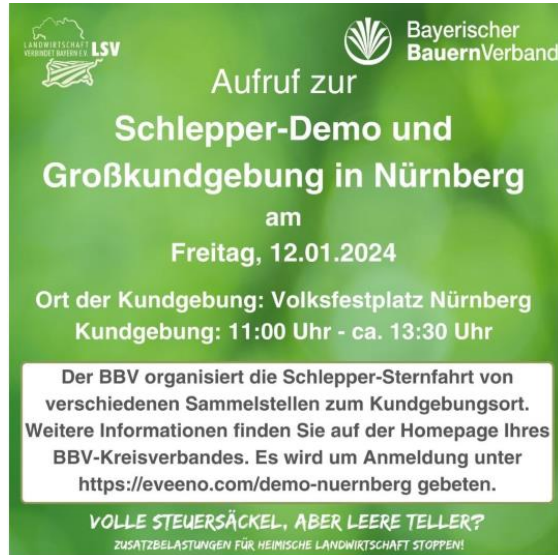 LANDWIRTSCHAFT
VERBINDET BAYERN E.V. LSV
Bayerischer
BauernVerband
Aufruf zur
Schlepper-Demo und
Großkundgebung in Nürnberg
am
Freitag, 12.01.2024
Ort der Kundgebung: Volksfestplatz Nürnberg
Kundgebung: 11:00 Uhr - ca. 13:30 Uhr
Der BBV organisiert die Schlepper-Sternfahrt von
verschiedenen Sammelstellen zum Kundgebungsort.
Weitere Informationen finden Sie auf der Homepage Ihres
BBV-Kreisverbandes. Es wird um Anmeldung unter
https://eveeno.com/demo-nuernberg gebeten.
VOLLE STEUERSÄCKEL, ABER LEERE TELLER?
ZUSATZBELASTUNGEN FÜR HEIMISCHE LANDWIRTSCHAFT STOPPEN!